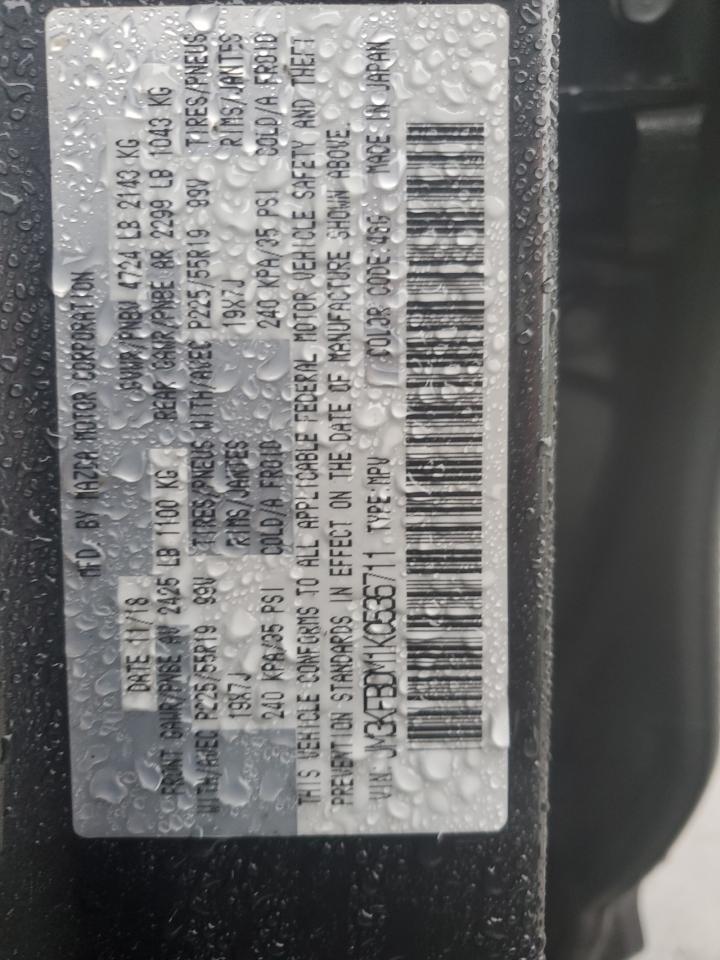 MFD. BY MAZDA MOTOR CORPORATION
DATE 11/18 GVWR/PNBV 4724 LB 2143 KG
FRONT GAWR/PNBE AV 2425 LB 1100 KG REAR GAWR/PNBE AR 2299 LB 1043 KG
WITH/AVEC P225/55R19 99V TIRES/PNEUS WITH/AVEC P225/55R19 99V TIRES/PNEUS
19X7J RIMS/JANTES 19X7J RIMS/JANTES
240 KPA/35 PSI COLD/A FROID 240 KPA/35 PSI COLD/A FROID
THIS VEHICLE CONFORMS TO ALL APPLICABLE FEDERAL MOTOR VEHICLE SAFETY AND THEFT
PREVENTION STANDARDS IN EFFECT ON THE DATE OF MANUFACTURE SHOWN ABOVE.
VIN: JM3KFBDM1K0536711 TYPE:MPV COLOR CODE:46G MADE IN JAPAN